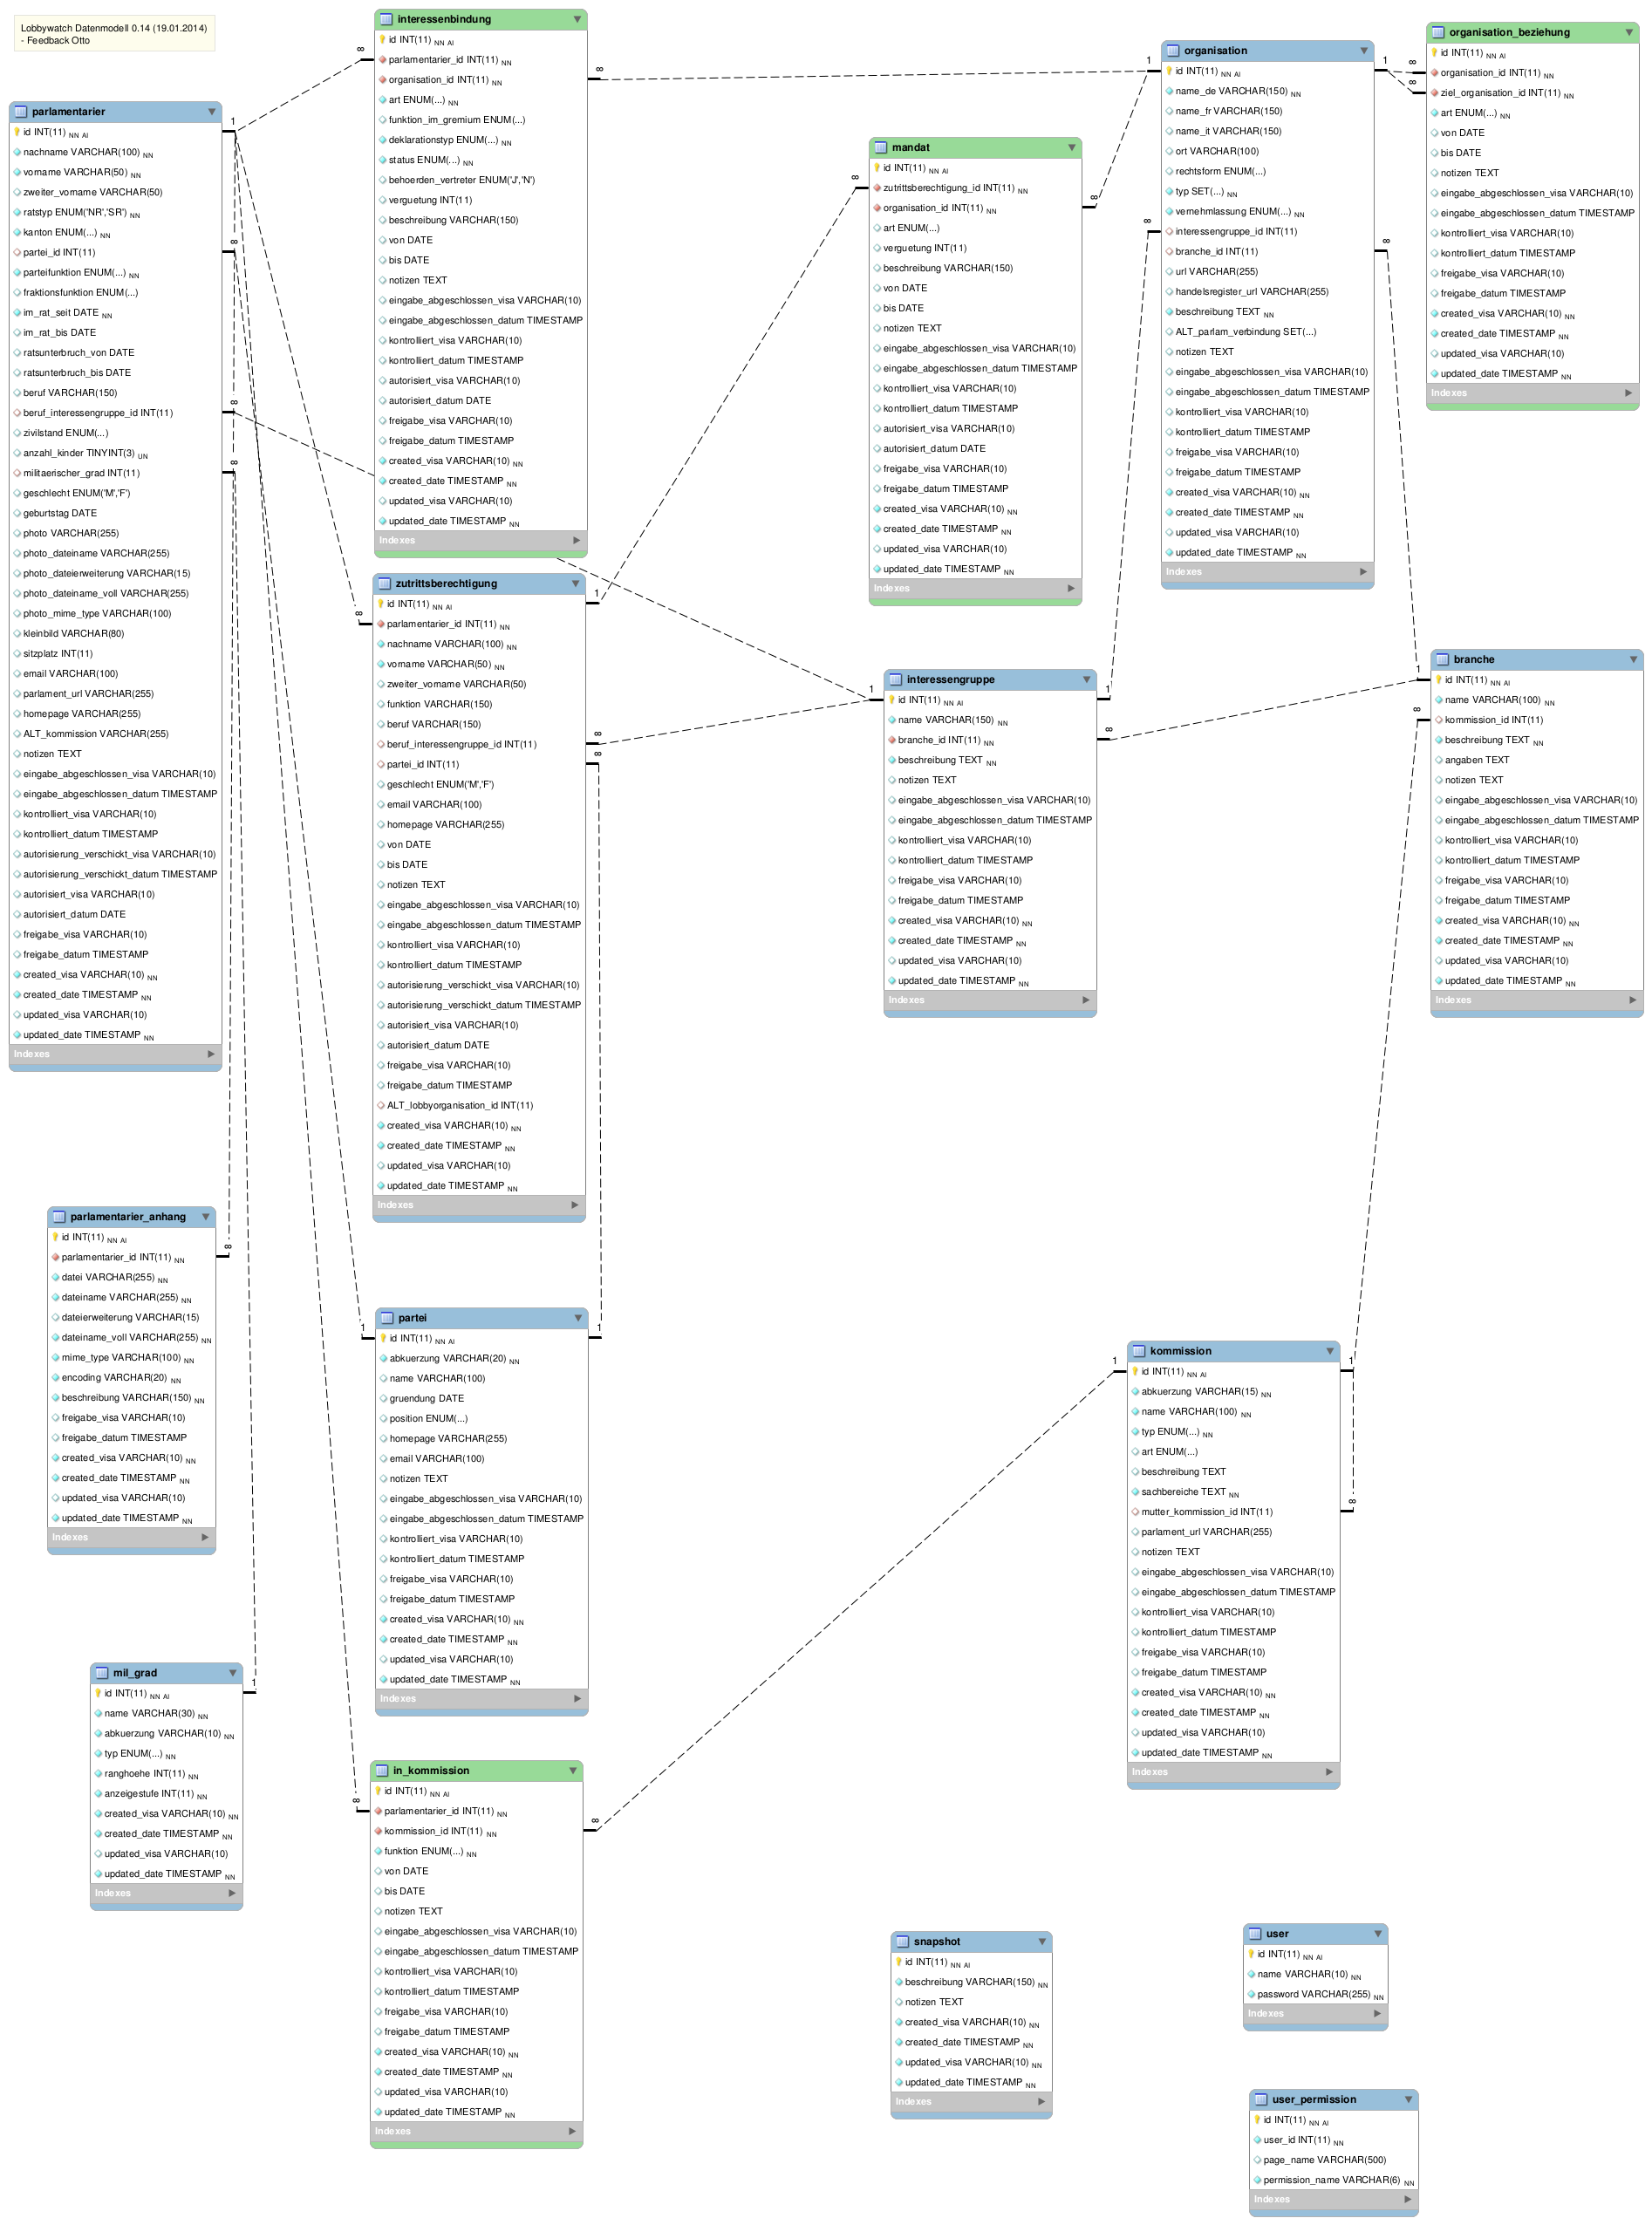 Lobbywatch Datenmodell 0.14 (19.01.2014)
- Feedback Otto
parlamentarier
id INT(11) NN AI
nachname VARCHAR(100) NN
vorname VARCHAR(50) NN
zweiter_vorname VARCHAR(50)
ratstyp ENUM('NR','SR') NN
kanton ENUM(...) NN
partei_id INT(11)
parteifunktion ENUM(...) NN
fraktionsfunktion ENUM(...)
im_rat_seit DATE NN
im_rat_bis DATE
ratsunterbruch_von DATE
ratsunterbruch_bis DATE
beruf VARCHAR(150)
beruf_interessengruppe_id INT(11)
zivilstand ENUM(...)
anzahl_kinder TINYINT(3) UN
militaerischer_grad INT(11)
geschlecht ENUM('M','F')
geburtstag DATE
photo VARCHAR(255)
photo_dateiname VARCHAR(255)
photo_dateierweiterung VARCHAR(15)
photo_dateiname_voll VARCHAR(255)
photo_mime_type VARCHAR(100)
kleinbild VARCHAR(80)
sitzplatz INT(11)
email VARCHAR(100)
parlament_url VARCHAR(255)
homepage VARCHAR(255)
ALT_kommission VARCHAR(255)
notizen TEXT
eingabe_abgeschlossen_visa VARCHAR(10)
eingabe_abgeschlossen_datum TIMESTAMP
kontrolliert_visa VARCHAR(10)
kontrolliert_datum TIMESTAMP
autorisierung_verschickt_visa VARCHAR(10)
autorisierung_verschickt_datum TIMESTAMP
autorisiert_visa VARCHAR(10)
autorisiert_datum DATE
freigabe_visa VARCHAR(10)
freigabe_datum TIMESTAMP
created_visa VARCHAR(10) NN
created_date TIMESTAMP NN
updated_visa VARCHAR(10)
updated_date TIMESTAMP NN
Indexes
1
∞
∞
∞
interessenbindung
id INT(11) NN AI
parlamentarier_id INT(11) NN
organisation_id INT(11) NN
art ENUM(...) NN
funktion_im_gremium ENUM(...)
deklarationstyp ENUM(...) NN
status ENUM(...) NN
behoerden_vertreter ENUM('J','N')
verguetung INT(11)
beschreibung VARCHAR(150)
von DATE
bis DATE
notizen TEXT
eingabe_abgeschlossen_visa VARCHAR(10)
eingabe_abgeschlossen_datum TIMESTAMP
kontrolliert_visa VARCHAR(10)
kontrolliert_datum TIMESTAMP
autorisiert_visa VARCHAR(10)
autorisiert_datum DATE
freigabe_visa VARCHAR(10)
freigabe_datum TIMESTAMP
created_visa VARCHAR(10) NN
created_date TIMESTAMP NN
updated_visa VARCHAR(10)
updated_date TIMESTAMP NN
Indexes
∞
∞
mandat
id INT(11) NN AI
zutrittsberechtigung_id INT(11) NN
organisation_id INT(11) NN
art ENUM(...)
verguetung INT(11)
beschreibung VARCHAR(150)
von DATE
bis DATE
notizen TEXT
eingabe_abgeschlossen_visa VARCHAR(10)
eingabe_abgeschlossen_datum TIMESTAMP
kontrolliert_visa VARCHAR(10)
kontrolliert_datum TIMESTAMP
autorisiert_visa VARCHAR(10)
autorisiert_datum DATE
freigabe_visa VARCHAR(10)
freigabe_datum TIMESTAMP
created_visa VARCHAR(10) NN
created_date TIMESTAMP NN
updated_visa VARCHAR(10)
updated_date TIMESTAMP NN
Indexes
∞
∞
organisation
id INT(11) NN AI
name_de VARCHAR(150) NN
name_fr VARCHAR(150)
name_it VARCHAR(150)
ort VARCHAR(100)
rechtsform ENUM(...)
typ SET(...) NN
vernehmlassung ENUM(...) NN
interessengruppe_id INT(11)
branche_id INT(11)
url VARCHAR(255)
handelsregister_url VARCHAR(255)
beschreibung TEXT NN
ALT_parlam_verbindung SET(...)
notizen TEXT
eingabe_abgeschlossen_visa VARCHAR(10)
eingabe_abgeschlossen_datum TIMESTAMP
kontrolliert_visa VARCHAR(10)
kontrolliert_datum TIMESTAMP
freigabe_visa VARCHAR(10)
freigabe_datum TIMESTAMP
created_visa VARCHAR(10) NN
created_date TIMESTAMP NN
updated_visa VARCHAR(10)
updated_date TIMESTAMP NN
Indexes
1
1
∞
∞
organisation_beziehung
id INT(11) NN AI
organisation_id INT(11) NN
ziel_organisation_id INT(11) NN
art ENUM(...) NN
von DATE
bis DATE
notizen TEXT
eingabe_abgeschlossen_visa VARCHAR(10)
eingabe_abgeschlossen_datum TIMESTAMP
kontrolliert_visa VARCHAR(10)
kontrolliert_datum TIMESTAMP
freigabe_visa VARCHAR(10)
freigabe_datum TIMESTAMP
created_visa VARCHAR(10) NN
created_date TIMESTAMP NN
updated_visa VARCHAR(10)
updated_date TIMESTAMP NN
Indexes
∞
∞
zutrittsberechtigung
id INT(11) NN AI
parlamentarier_id INT(11) NN
nachname VARCHAR(100) NN
vorname VARCHAR(50) NN
zweiter_vorname VARCHAR(50)
funktion VARCHAR(150)
beruf VARCHAR(150)
beruf_interessengruppe_id INT(11)
partei_id INT(11)
geschlecht ENUM('M','F')
email VARCHAR(100)
homepage VARCHAR(255)
von DATE
bis DATE
notizen TEXT
eingabe_abgeschlossen_visa VARCHAR(10)
eingabe_abgeschlossen_datum TIMESTAMP
kontrolliert_visa VARCHAR(10)
kontrolliert_datum TIMESTAMP
autorisierung_verschickt_visa VARCHAR(10)
autorisierung_verschickt_datum TIMESTAMP
autorisiert_visa VARCHAR(10)
autorisiert_datum DATE
freigabe_visa VARCHAR(10)
freigabe_datum TIMESTAMP
ALT_lobbyorganisation_id INT(11)
created_visa VARCHAR(10) NN
created_date TIMESTAMP NN
updated_visa VARCHAR(10)
updated_date TIMESTAMP NN
Indexes
∞
1
∞
∞
interessengruppe
id INT(11) NN AI
name VARCHAR(150) NN
branche_id INT(11) NN
beschreibung TEXT NN
notizen TEXT
eingabe_abgeschlossen_visa VARCHAR(10)
eingabe_abgeschlossen_datum TIMESTAMP
kontrolliert_visa VARCHAR(10)
kontrolliert_datum TIMESTAMP
freigabe_visa VARCHAR(10)
freigabe_datum TIMESTAMP
created_visa VARCHAR(10) NN
created_date TIMESTAMP NN
updated_visa VARCHAR(10)
updated_date TIMESTAMP NN
Indexes
1
1
∞
branche
id INT(11) NN AI
name VARCHAR(100) NN
kommission_id INT(11)
beschreibung TEXT NN
angaben TEXT
notizen TEXT
eingabe_abgeschlossen_visa VARCHAR(10)
eingabe_abgeschlossen_datum TIMESTAMP
kontrolliert_visa VARCHAR(10)
kontrolliert_datum TIMESTAMP
freigabe_visa VARCHAR(10)
freigabe_datum TIMESTAMP
created_visa VARCHAR(10) NN
created_date TIMESTAMP NN
updated_visa VARCHAR(10)
updated_date TIMESTAMP NN
Indexes
1
∞
parlamentarier_anhang
id INT(11) NN AI
parlamentarier_id INT(11) NN
datei VARCHAR(255) NN
dateiname VARCHAR(255) NN
dateierweiterung VARCHAR(15)
dateiname_voll VARCHAR(255) NN
mime_type VARCHAR(100) NN
encoding VARCHAR(20) NN
beschreibung VARCHAR(150) NN
freigabe_visa VARCHAR(10)
freigabe_datum TIMESTAMP
created_visa VARCHAR(10) NN
created_date TIMESTAMP NN
updated_visa VARCHAR(10)
updated_date TIMESTAMP NN
Indexes
∞
partei
id INT(11) NN AI
abkuerzung VARCHAR(20) NN
name VARCHAR(100)
gruendung DATE
position ENUM(...)
homepage VARCHAR(255)
email VARCHAR(100)
notizen TEXT
eingabe_abgeschlossen_visa VARCHAR(10)
eingabe_abgeschlossen_datum TIMESTAMP
kontrolliert_visa VARCHAR(10)
kontrolliert_datum TIMESTAMP
freigabe_visa VARCHAR(10)
freigabe_datum TIMESTAMP
created_visa VARCHAR(10) NN
created_date TIMESTAMP NN
updated_visa VARCHAR(10)
updated_date TIMESTAMP NN
Indexes
1
1
kommission
id INT(11) NN AI
abkuerzung VARCHAR(15) NN
name VARCHAR(100) NN
typ ENUM(...) NN
art ENUM(...)
beschreibung TEXT
sachbereiche TEXT NN
mutter_kommission_id INT(11)
parlament_url VARCHAR(255)
notizen TEXT
eingabe_abgeschlossen_visa VARCHAR(10)
eingabe_abgeschlossen_datum TIMESTAMP
kontrolliert_visa VARCHAR(10)
kontrolliert_datum TIMESTAMP
freigabe_visa VARCHAR(10)
freigabe_datum TIMESTAMP
created_visa VARCHAR(10) NN
created_date TIMESTAMP NN
updated_visa VARCHAR(10)
updated_date TIMESTAMP NN
Indexes
1
1
∞
mil_grad
id INT(11) NN AI
name VARCHAR(30) NN
abkuerzung VARCHAR(10) NN
typ ENUM(...) NN
ranghoehe INT(11) NN
anzeigestufe INT(11) NN
created_visa VARCHAR(10) NN
created_date TIMESTAMP NN
updated_visa VARCHAR(10)
updated_date TIMESTAMP NN
Indexes
1
in_kommission
id INT(11) NN AI
parlamentarier_id INT(11) NN
kommission_id INT(11) NN
funktion ENUM(...) NN
von DATE
bis DATE
notizen TEXT
eingabe_abgeschlossen_visa VARCHAR(10)
eingabe_abgeschlossen_datum TIMESTAMP
kontrolliert_visa VARCHAR(10)
kontrolliert_datum TIMESTAMP
freigabe_visa VARCHAR(10)
freigabe_datum TIMESTAMP
created_visa VARCHAR(10) NN
created_date TIMESTAMP NN
updated_visa VARCHAR(10)
updated_date TIMESTAMP NN
Indexes
∞
∞
snapshot
id INT(11) NN AI
beschreibung VARCHAR(150) NN
notizen TEXT
created_visa VARCHAR(10) NN
created_date TIMESTAMP NN
updated_visa VARCHAR(10) NN
updated_date TIMESTAMP NN
Indexes
user
id INT(11) NN AI
name VARCHAR(10) NN
password VARCHAR(255) NN
Indexes
user_permission
id INT(11) NN AI
user_id INT(11) NN
page_name VARCHAR(500)
permission_name VARCHAR(6) NN
Indexes